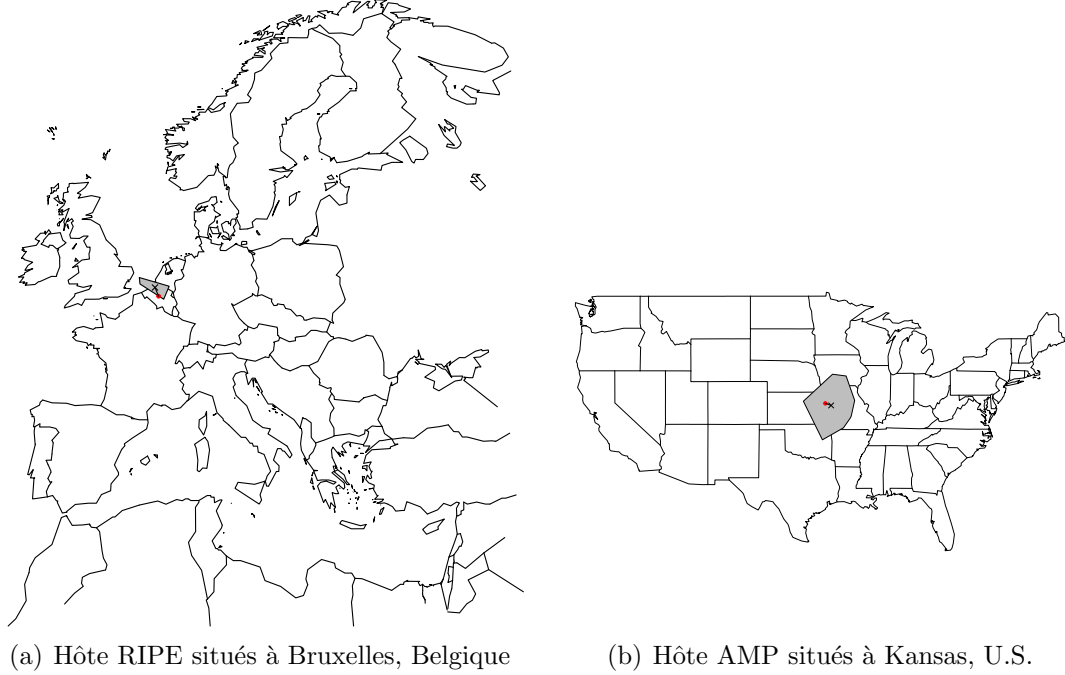 (a) Hôte RIPE situés à Bruxelles, Belgique
(b) Hôte AMP situés à Kansas, U.S.